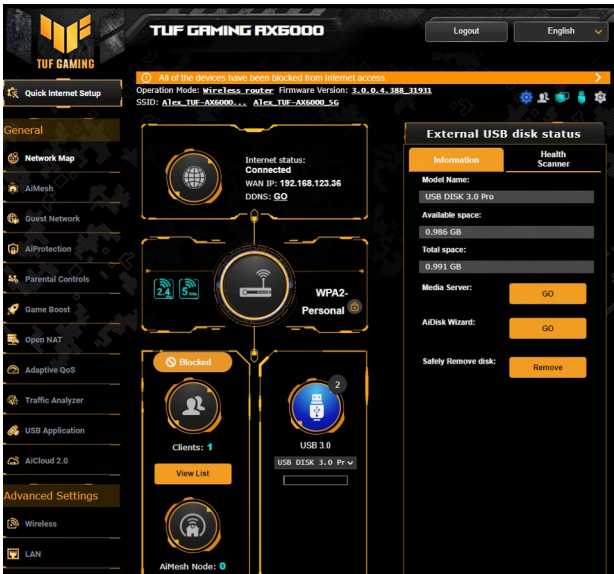 TUF GAMING
TUF GAMING AX6000
Logout
English
All of the devices have been blocked from Internet access.
Quick Internet Setup
Operation Mode: Wireless router Firmware Version: 3.0.0.4.388_31931
SSID: Alex_TUF-AX6000... Alex_TUF-AX6000_5G
General
Network Map
AiMesh
Guest Network
AiProtection
Parental Controls
Game Boost
Open NAT
Adaptive QoS
Traffic Analyzer
USB Application
AiCloud 2.0
Advanced Settings
Wireless
LAN
Internet status:
Connected
WAN IP: 192.168.123.36
DDNS: GO
2.4
5
WPA2-
Personal
Blocked
Clients: 1
View List
AiMesh Node: 0
2
USB 3.0
USB DISK 3.0 Pr
External USB disk status
Information
Health
Scanner
Model Name:
USB DISK 3.0 Pro
Available space:
0.986 GB
Total space:
0.991 GB
Media Server:
GO
AiDisk Wizard:
GO
Safely Remove disk:
Remove